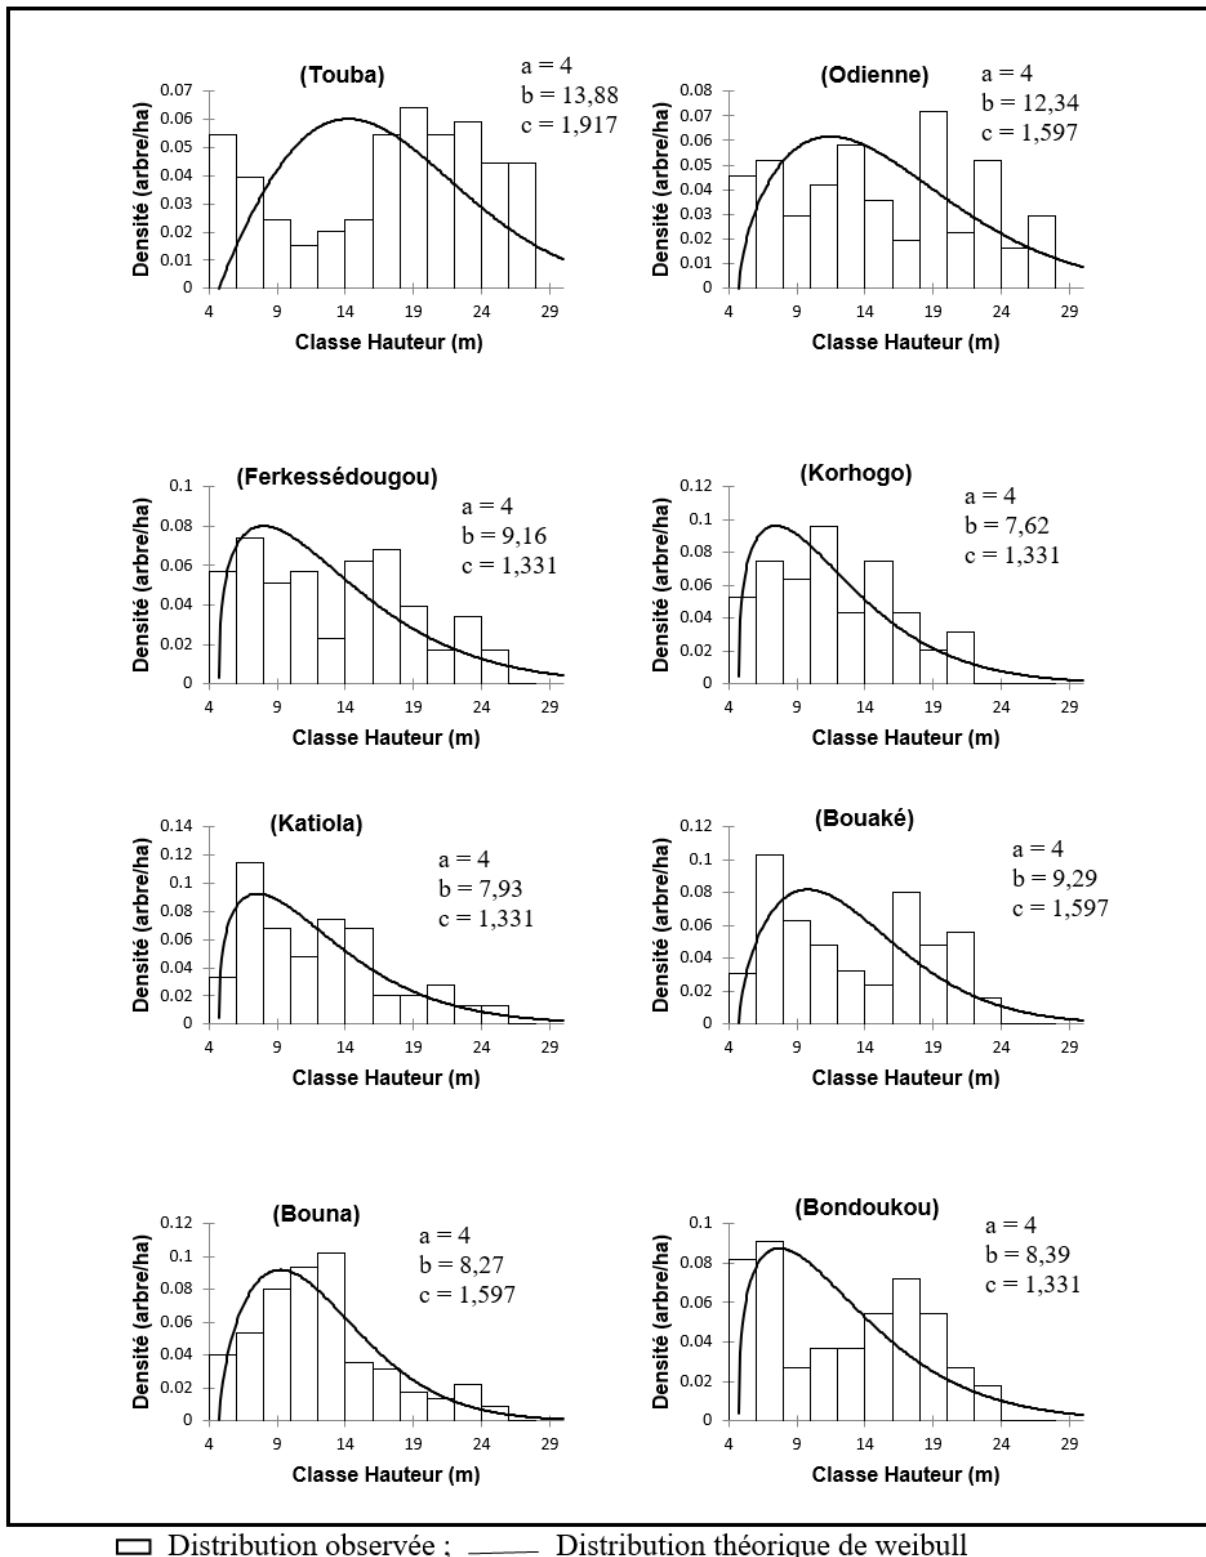 (Touba)
a = 4
b = 13,88
c = 1,917
Densité (arbre/ha)
0.07
0.06
0.05
0.04
0.03
0.02
0.01
0
4 9 14 19 24 29
Classe Hauteur (m)
(Odienne)
a = 4
b = 12,34
c = 1,597
Densité (arbre/ha)
0.08
0.07
0.06
0.05
0.04
0.03
0.02
0.01
0
4 9 14 19 24 29
Classe Hauteur (m)
(Ferkessédougou)
a = 4
b = 9,16
c = 1,331
Densité (arbre/ha)
0.1
0.08
0.06
0.04
0.02
0
4 9 14 19 24 29
Classe Hauteur (m)
(Korhogo)
a = 4
b = 7,62
c = 1,331
Densité (arbre/ha)
0.12
0.1
0.08
0.06
0.04
0.02
0
4 9 14 19 24 29
Classe Hauteur (m)
(Katiola)
a = 4
b = 7,93
c = 1,331
Densité (arbre/ha)
0.14
0.12
0.1
0.08
0.06
0.04
0.02
0
4 9 14 19 24 29
Classe Hauteur (m)
(Bouaké)
a = 4
b = 9,29
c = 1,597
Densité (arbre/ha)
0.12
0.1
0.08
0.06
0.04
0.02
0
4 9 14 19 24 29
Classe Hauteur (m)
(Bouna)
a = 4
b = 8,27
c = 1,597
Densité (arbre/ha)
0.12
0.1
0.08
0.06
0.04
0.02
0
4 9 14 19 24 29
Classe Hauteur (m)
(Bondoukou)
a = 4
b = 8,39
c = 1,331
Densité (arbre/ha)
0.1
0.08
0.06
0.04
0.02
0
4 9 14 19 24 29
Classe Hauteur (m)
Distribution observée ; Distribution théorique de weibull